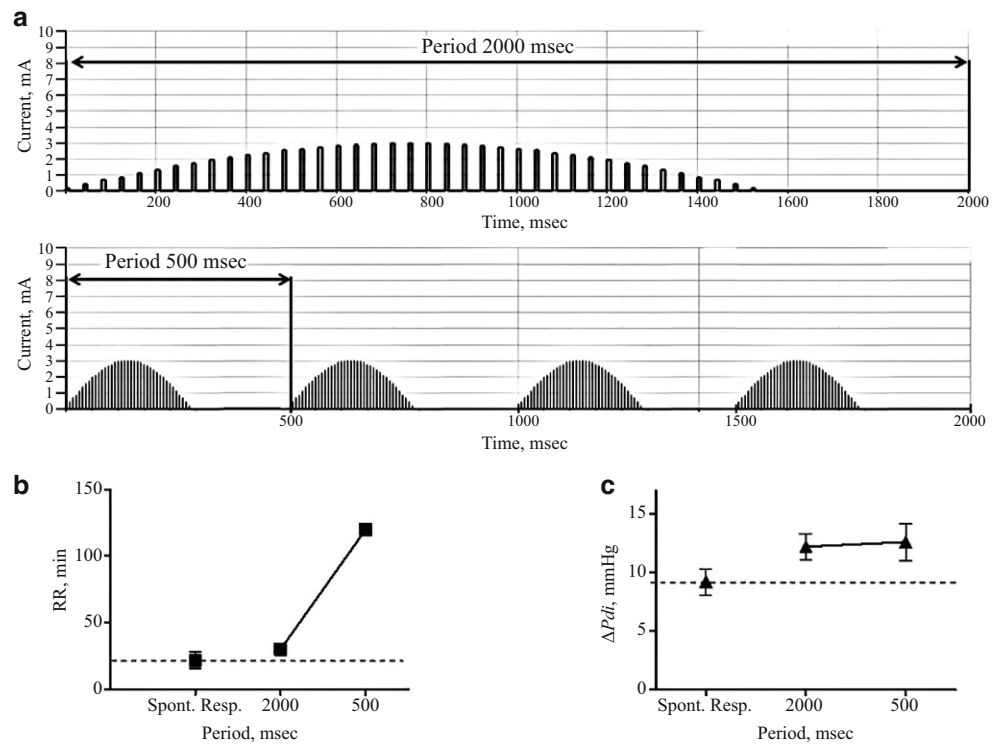 a
Period 2000 msec
Current, mA
10
9
8
7
6
5
4
3
2
1
0
200 400 600 800 1000 1200 1400 1600 1800 2000
Time, msec
Period 500 msec
Current, mA
10
9
8
7
6
5
4
3
2
1
0
500 1000 1500 2000
Time, msec
b
RR, min
150
100
50
0
Spont. Resp. 2000 500
Period, msec
c
ΔPdi, mmHg
15
10
5
0
Spont. Resp. 2000 500
Period, msec